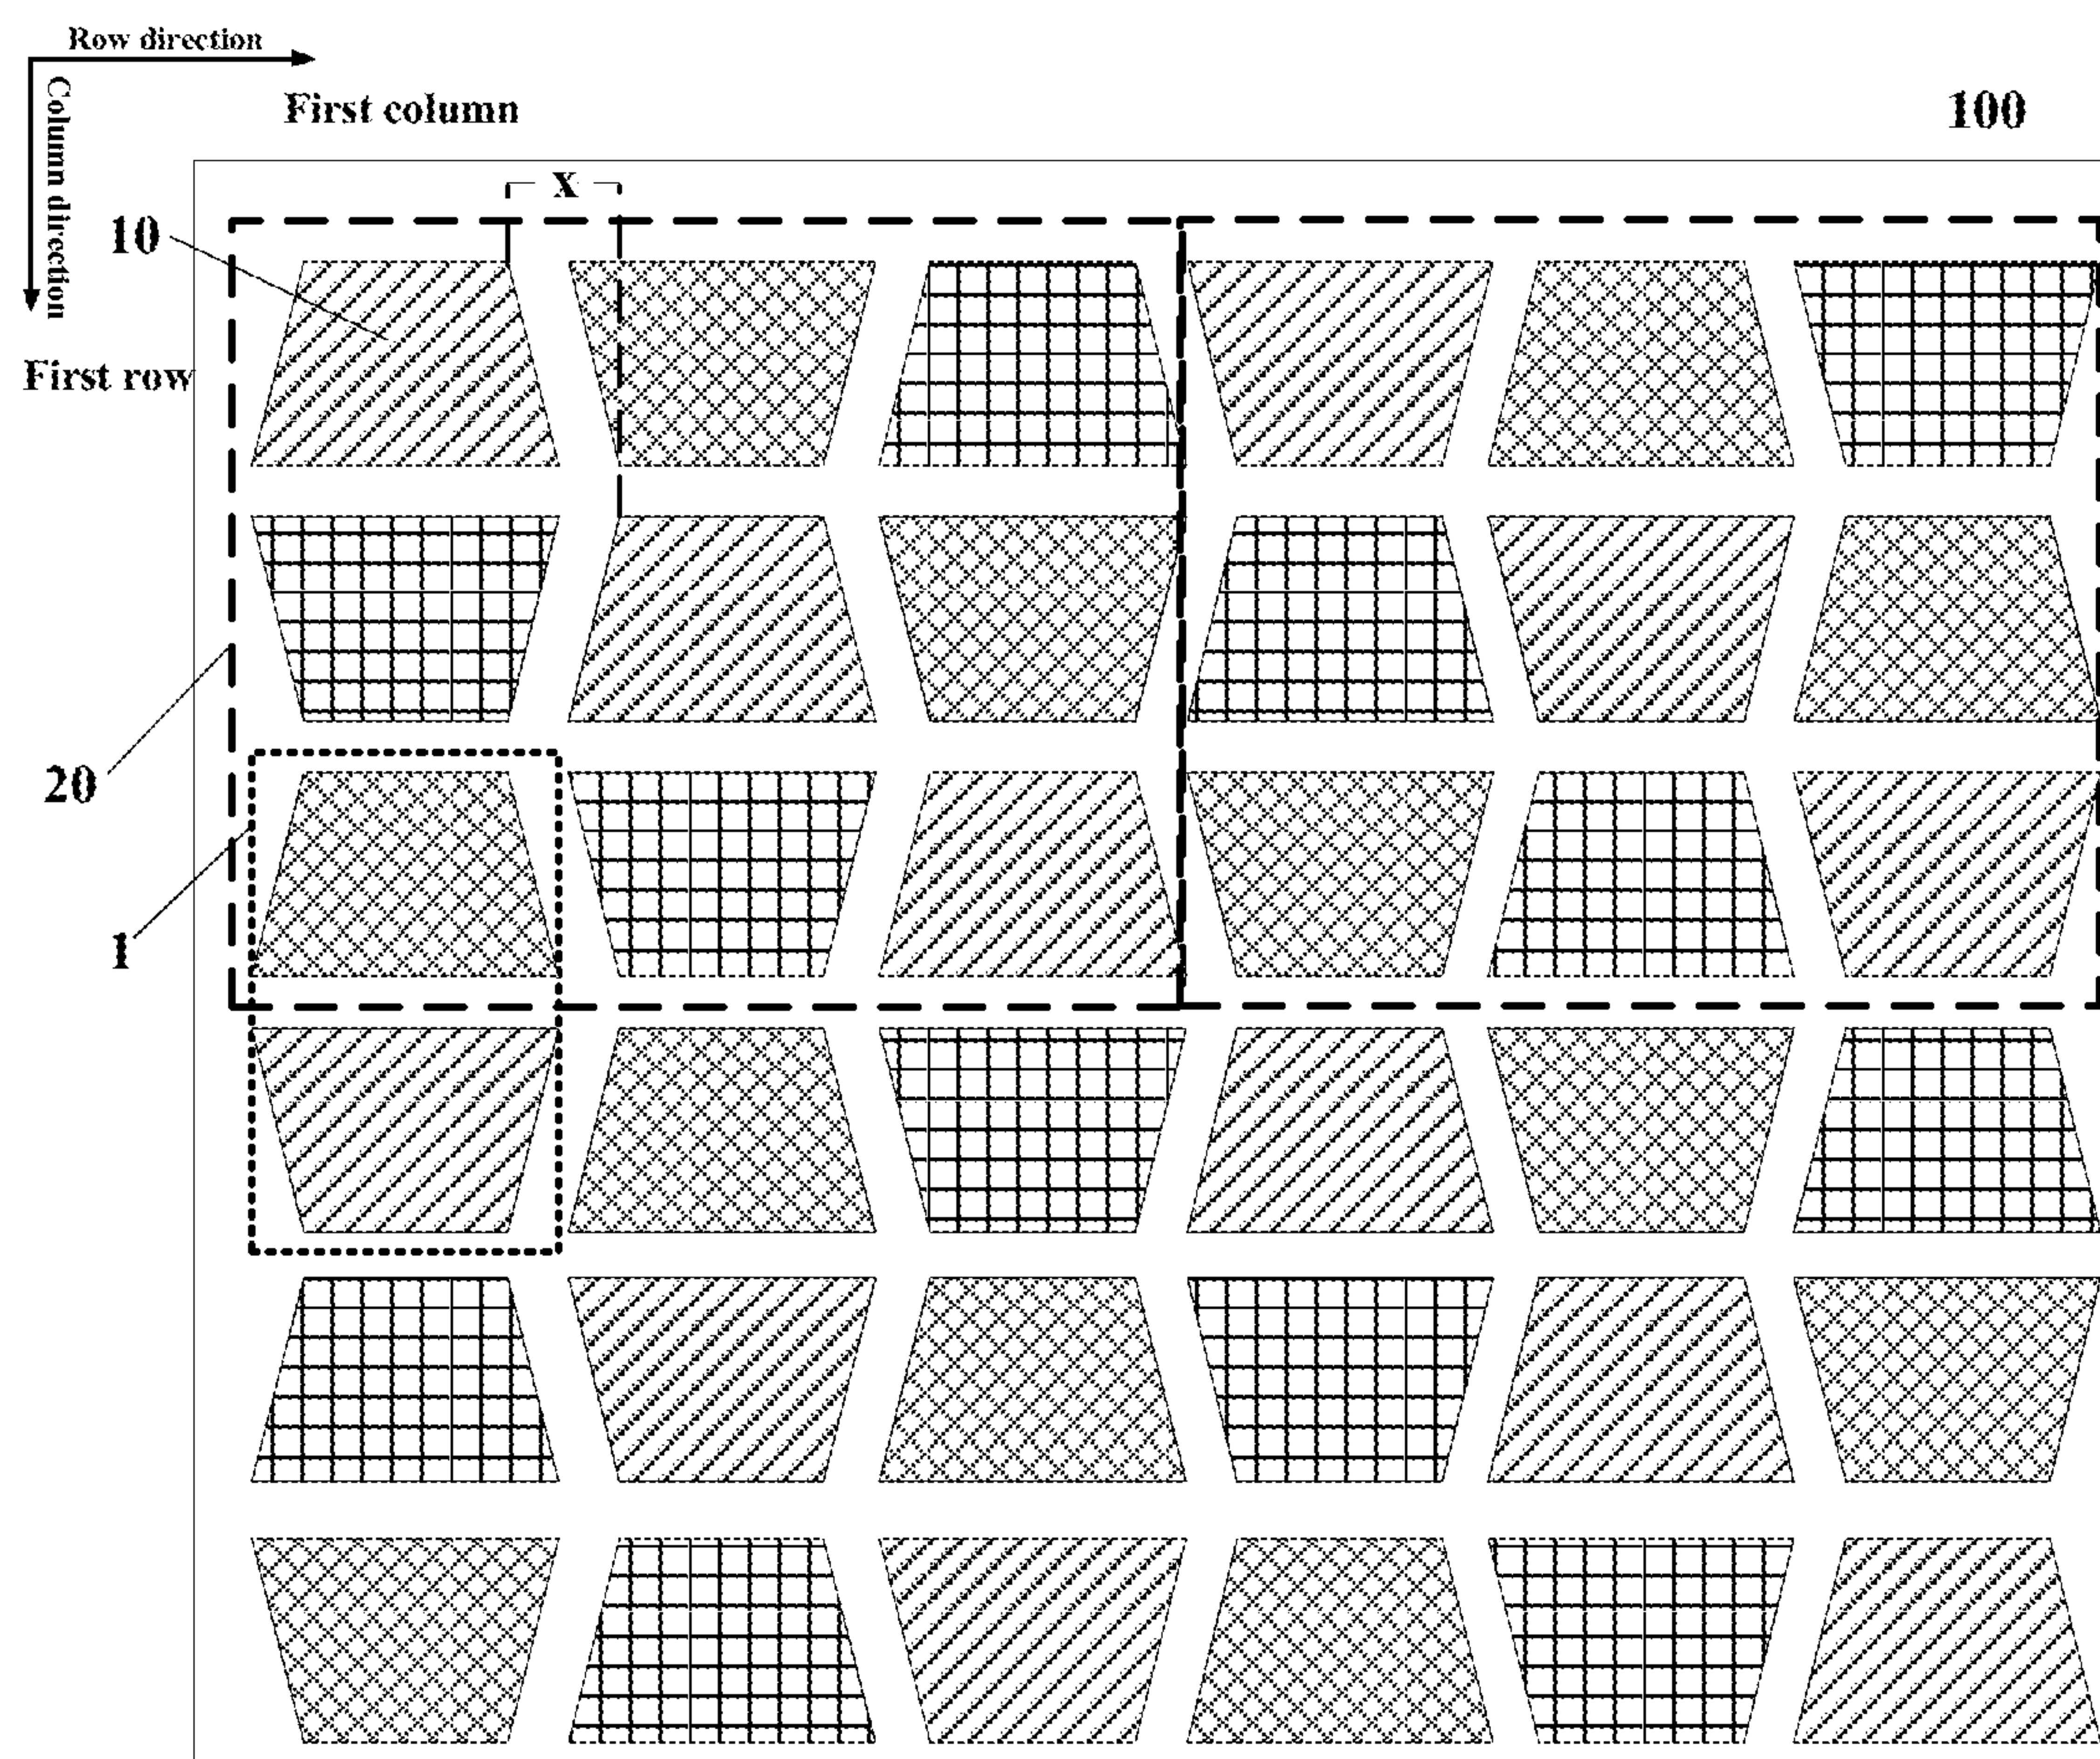 Row direction
Column direction
First column
100
X
10
First row
20
1